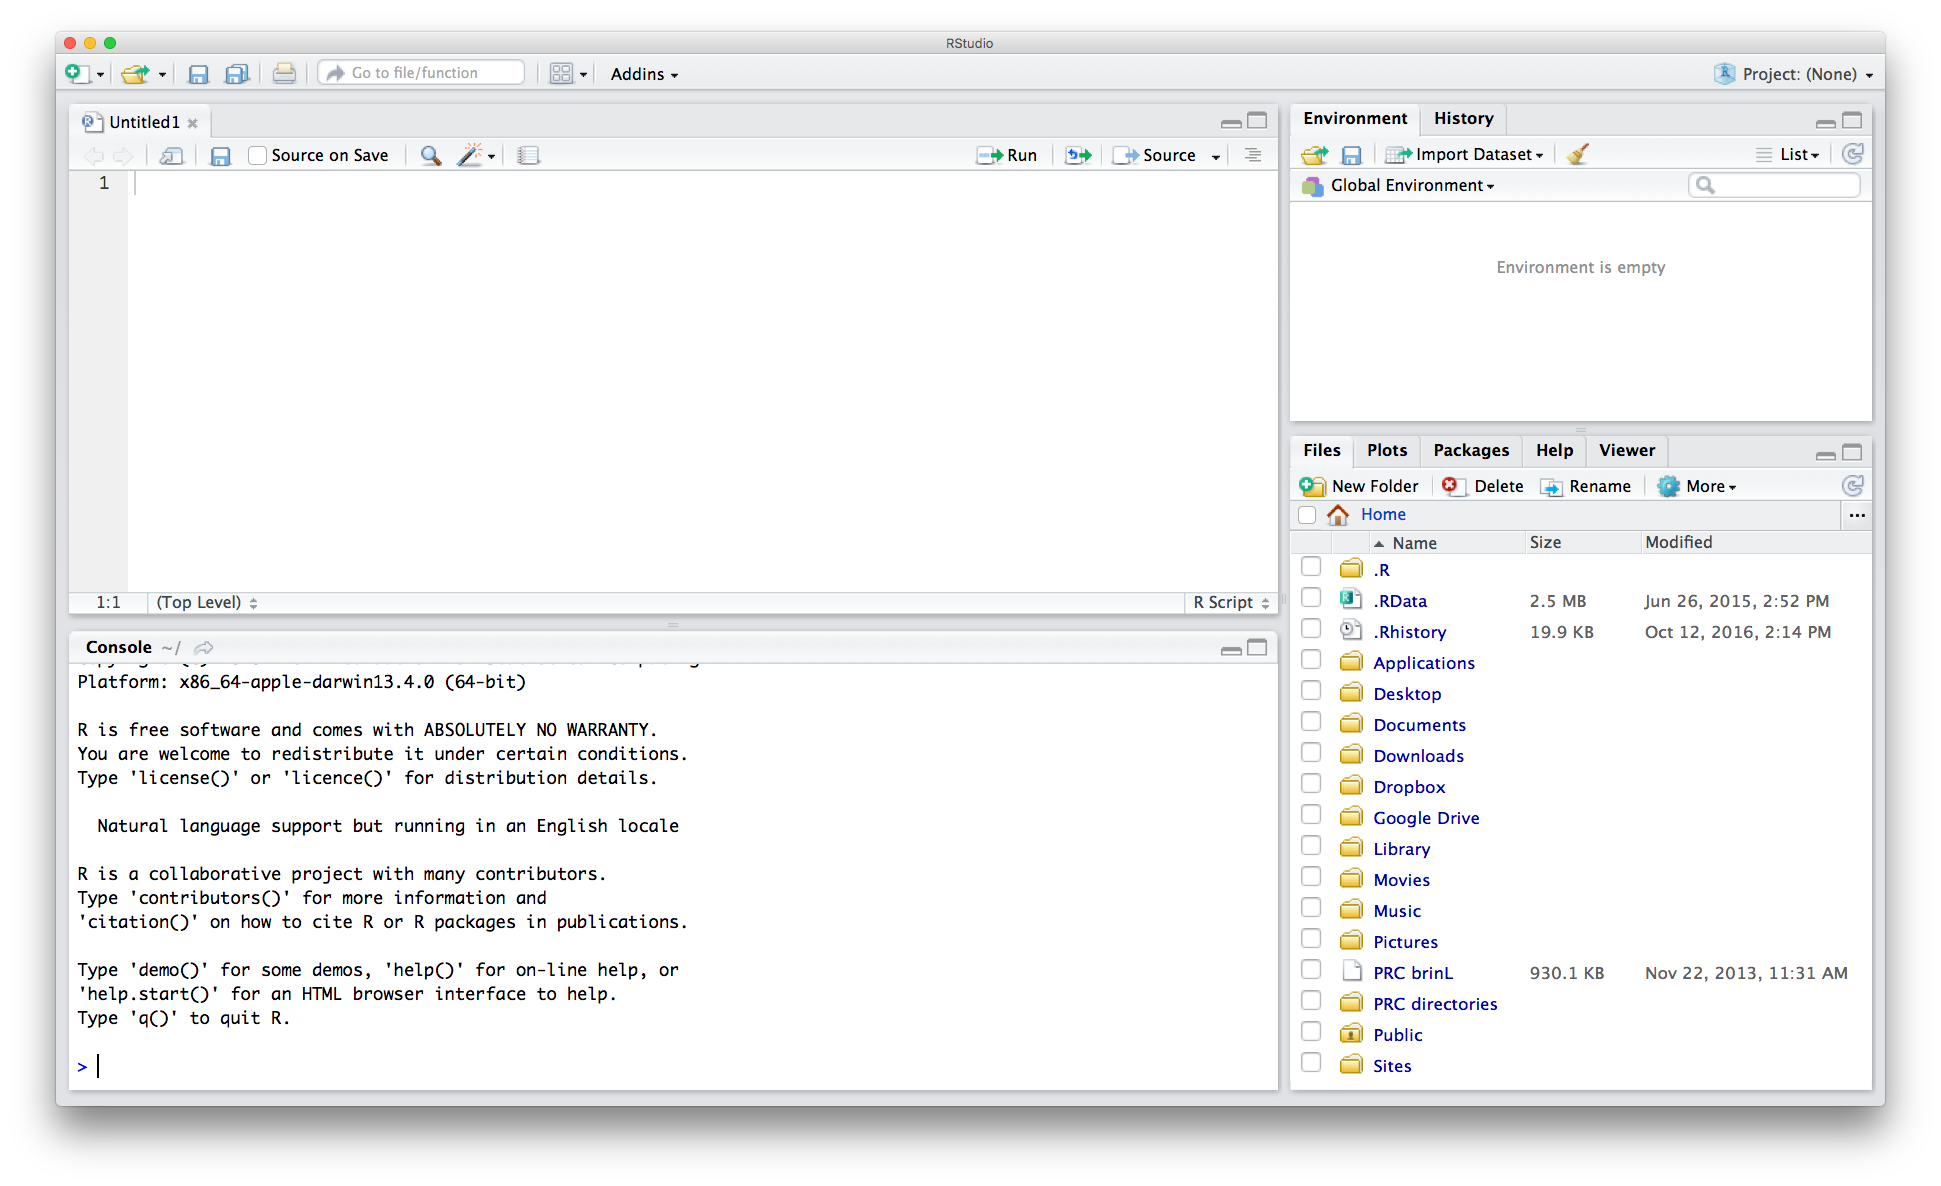 RStudio
Go to file/function
Addins
Project: (None)
Untitled1
Source on Save
Run
Source
1
1:1
(Top Level)
R Script
Console ~/
Platform: x86_64-apple-darwin13.4.0 (64-bit)
R is free software and comes with ABSOLUTELY NO WARRANTY.
You are welcome to redistribute it under certain conditions.
Type 'license()' or 'licence()' for distribution details.
Natural language support but running in an English locale
R is a collaborative project with many contributors.
Type 'contributors()' for more information and
'citation()' on how to cite R or R packages in publications.
Type 'demo()' for some demos, 'help()' for on-line help, or
'help.start()' for an HTML browser interface to help.
Type 'q()' to quit R.
>
Environment History
Import Dataset
List
Global Environment
Environment is empty
Files Plots Packages Help Viewer
New Folder Delete Rename More
Home ...
Name Size Modified
.R
.RData 2.5 MB Jun 26, 2015, 2:52 PM
.Rhistory 19.9 KB Oct 12, 2016, 2:14 PM
Applications
Desktop
Documents
Downloads
Dropbox
Google Drive
Library
Movies
Music
Pictures
PRC brinL 930.1 KB Nov 22, 2013, 11:31 AM
PRC directories
Public
Sites